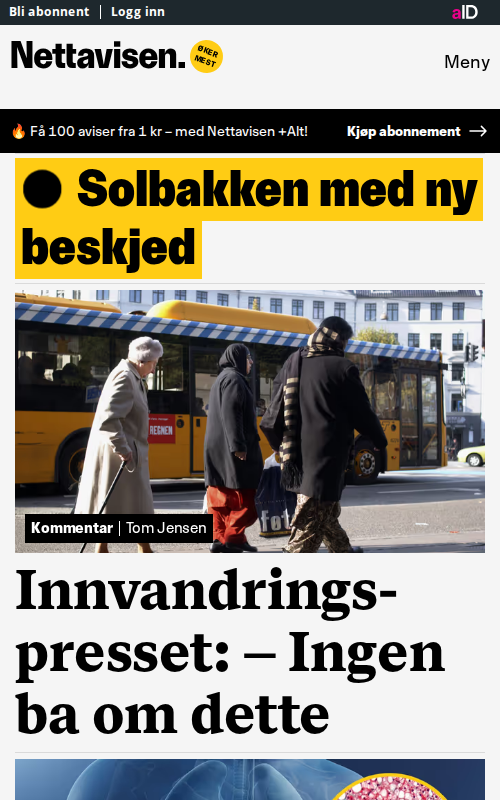 Bli abonnent | Logg inn
aID
Nettavisen.
ØKER
MEST
Meny
🔥 Få 100 aviser fra 1 kr – med Nettavisen +Alt!
Kjøp abonnement →
Solbakken med ny
beskjed
REGNEN
føt
Kommentar | Tom Jensen
Innvandrings-
presset: – Ingen
ba om dette